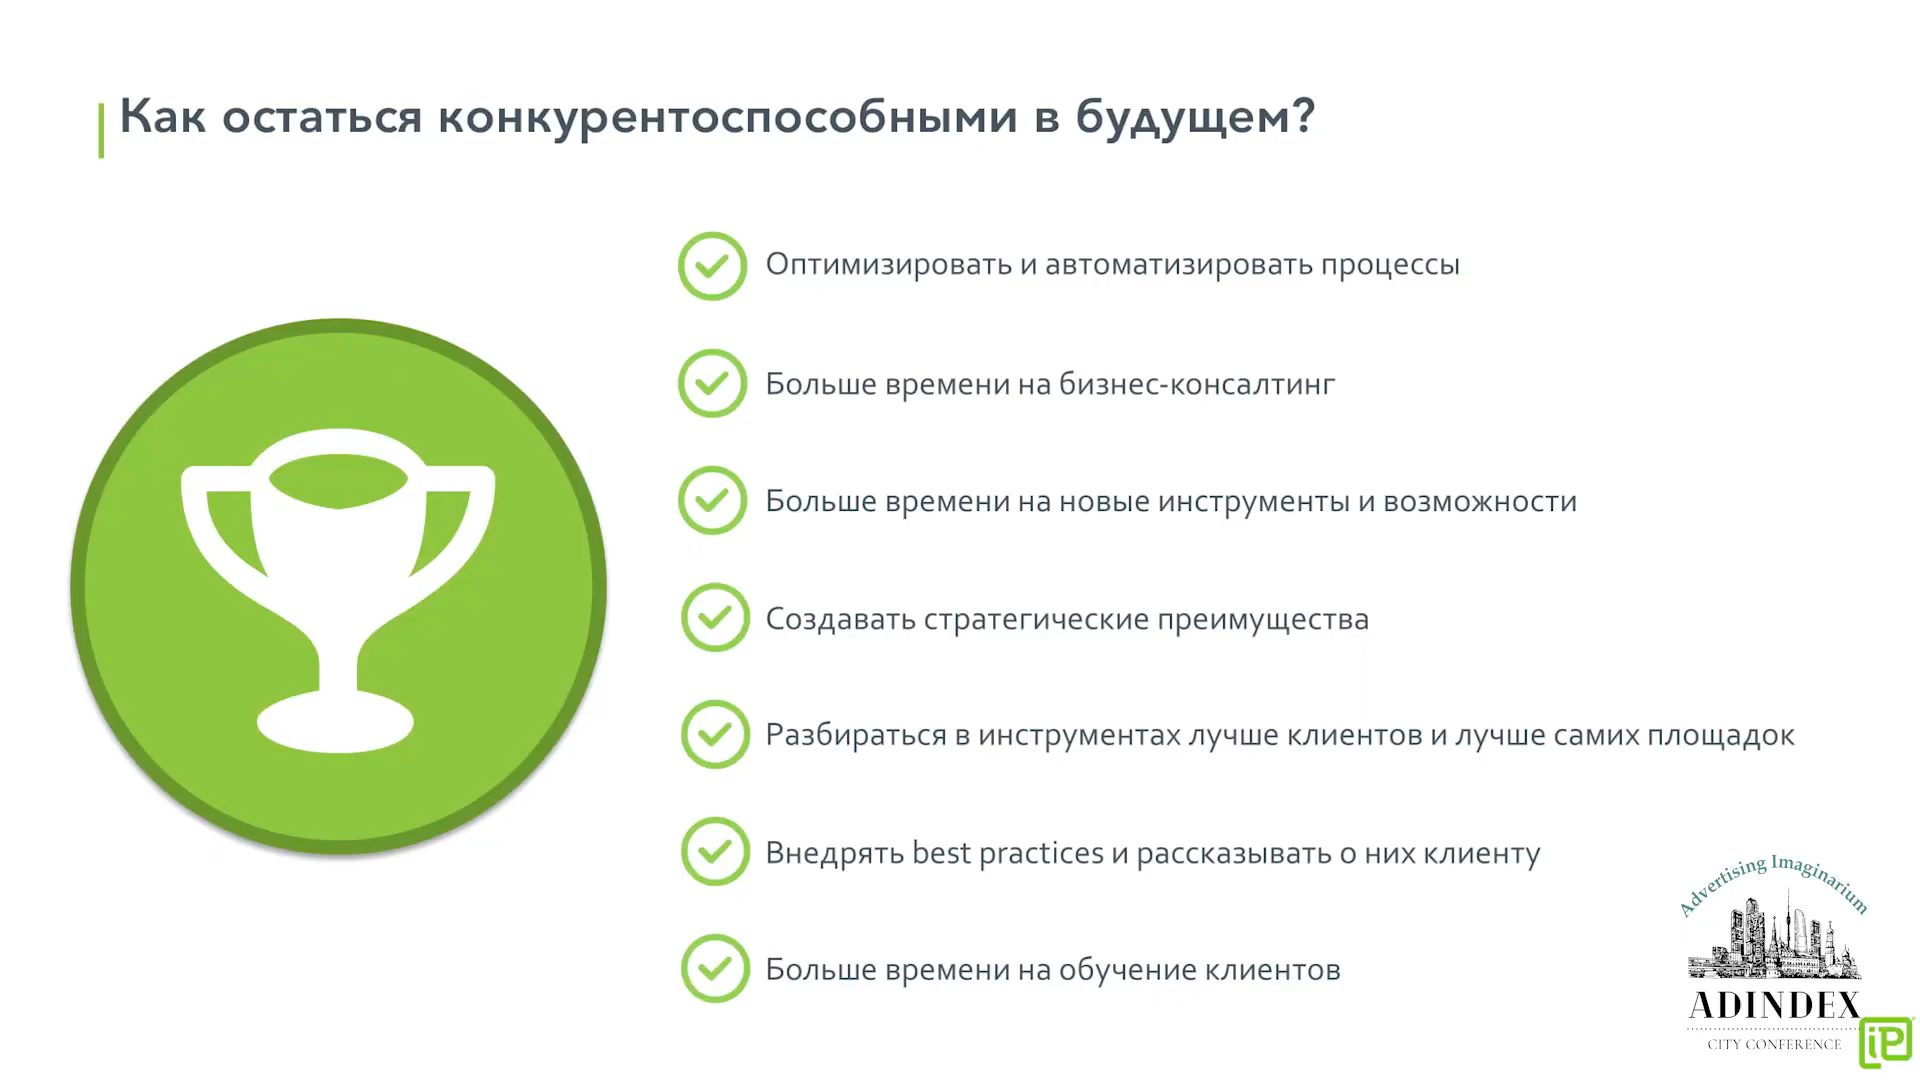 Как остаться конкурентоспособными в будущем?
Оптимизировать и автоматизировать процессы
Больше времени на бизнес-консалтинг
Больше времени на новые инструменты и возможности
Создавать стратегические преимущества
Разбираться в инструментах лучше клиентов и лучше самих площадок
Внедрять best practices и рассказывать о них клиенту
Больше времени на обучение клиентов
Advertising Imaginarium
ADINDEX
CITY CONFERENCE
iP